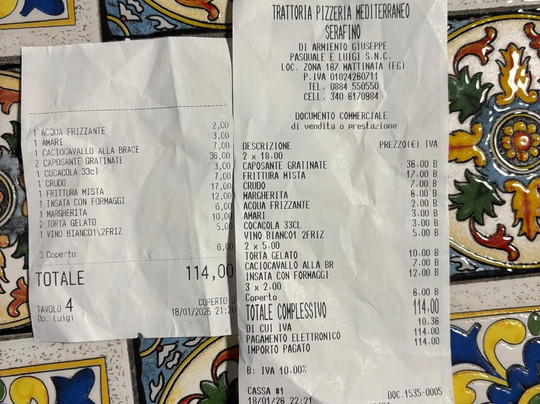 1 ACQUA FRIZZANTE 2,00
1 AMARI 3,00
1 CACIOCAVALLO ALLA BRACE 7,00
2 CAPOSANTE GRATINATE 36,00
1 COCACOLA 33cl 3,00
1 CRUDO 7,00
1 FRITTURA MISTA 17,00
1 INSATA CON FORMAGGI 12,00
1 MARGHERITA 6,00
2 TORTA GELATO 10,00
1 VINO BIANCO1\2FRIZ 5,00
3 Coperto 6,00
TOTALE 114,00
TAVOLO 4 COPERTO
Op. Luigi 18/01/2026 21:20
TRATTORIA PIZZERIA MEDITERRANEO
SERAFINO
DI ARMIENTO GIUSEPPE
PASQUALE E LUIGI S.N.C.
LOC. ZONA 167 MATTINATA (FG)
P.IVA 01024260711
TEL. 0884 550550
CELL. 340 6170984
DOCUMENTO COMMERCIALE
di vendita o prestazione
DESCRIZIONE PREZZO(€) IVA
2 x 18.00
CAPOSANTE GRATINATE 36.00 B
FRITTURA MISTA 17.00 B
CRUDO 7.00 B
MARGHERITA 6.00 B
ACQUA FRIZZANTE 2.00 B
AMARI 3.00 B
COCACOLA 33CL 3.00 B
VINO BIANCO1 2FRIZ 5.00 B
2 x 5.00
TORTA GELATO 10.00 B
CACIOCAVALLO ALLA BR 7.00 B
INSATA CON FORMAGGI 12.00 B
3 x 2.00
Coperto 6.00 B
TOTALE COMPLESSIVO 114.00
DI CUI IVA 10.36
PAGAMENTO ELETTRONICO 114.00
IMPORTO PAGATO 114.00
B: IVA 10.00%
CASSA #1 DOC.1535-0005
18/01/26 22:21